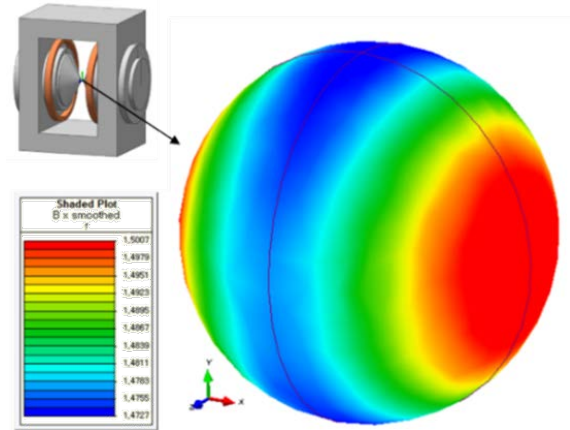 Shaded Plot
B x smoothed
T
1,5007
1,4979
1,4951
1,4923
1,4895
1,4867
1,4839
1,4811
1,4783
1,4755
1,4727
Y
Z
X